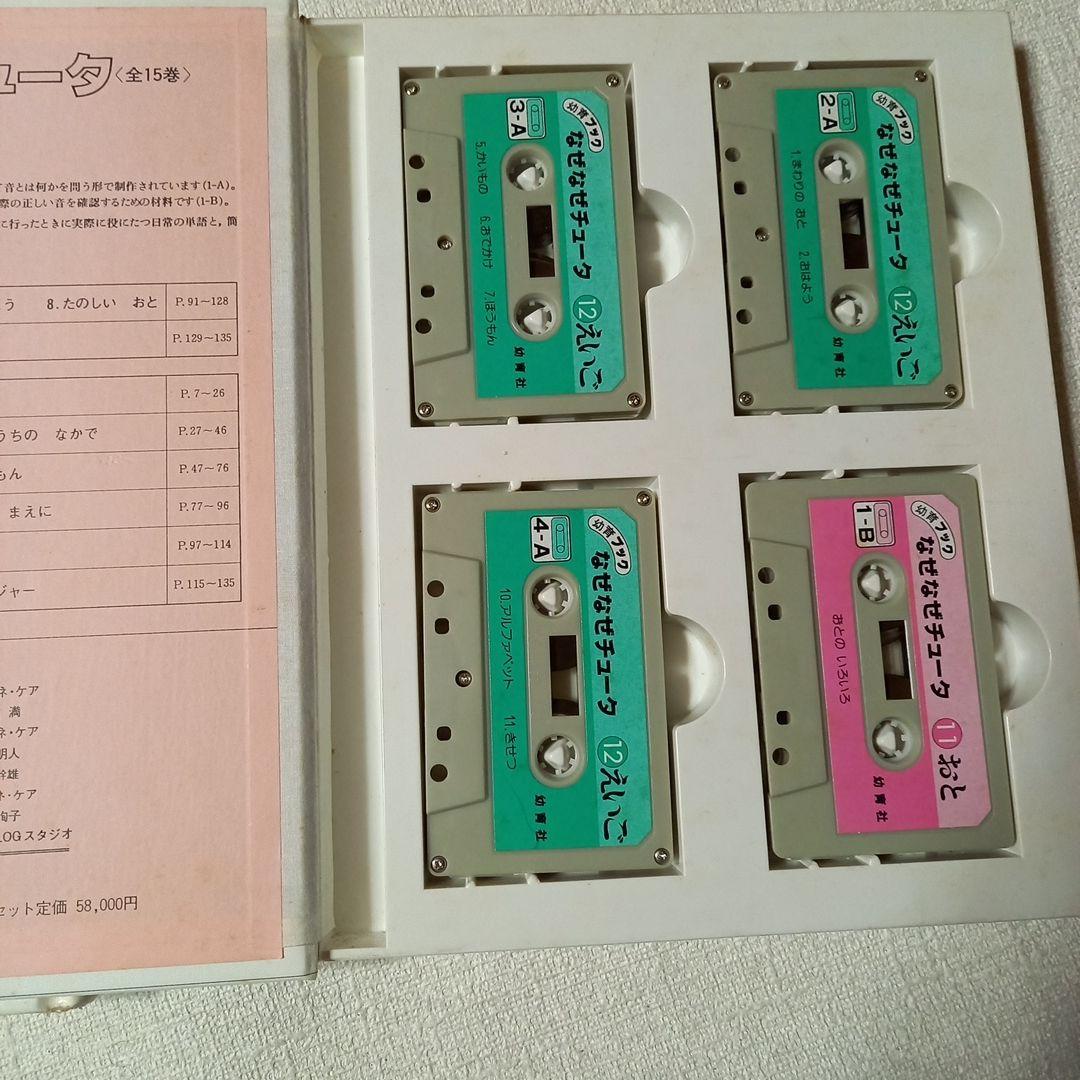 ュータ〈全15巻〉
て音とは何かを問う形で制作されています(1-A)。
際の正しい音を確認するための材料です(1-B)。
に行ったときに実際に役にたつ日常の単語と,簡
う 8.たのしい おと P.91~128
P.129~135
P.7~26
うちの なかで P.27~46
もん P.47~76
まえに P.77~96
P.97~114
ジャー P.115~135
ネ・ケア
満
ネ・ケア
明人
幹雄
ネ・ケア
絢子
LOGスタジオ
セット定価 58,000円
幼育ブック
3-A
なぜなぜチュータ ⑫えいご
5.かいもの 6.おでかけ 7.ほうもん
幼育社
幼育ブック
2-A
なぜなぜチュータ ⑫えいご
1.まわりの おと 2.おはよう
幼育社
幼育ブック
4-A
なぜなぜチュータ ⑫えいご
10.アルファベット 11.きせつ
幼育社
幼育ブック
1-B
なぜなぜチュータ ⑪おと
おとの いろいろ
幼育社